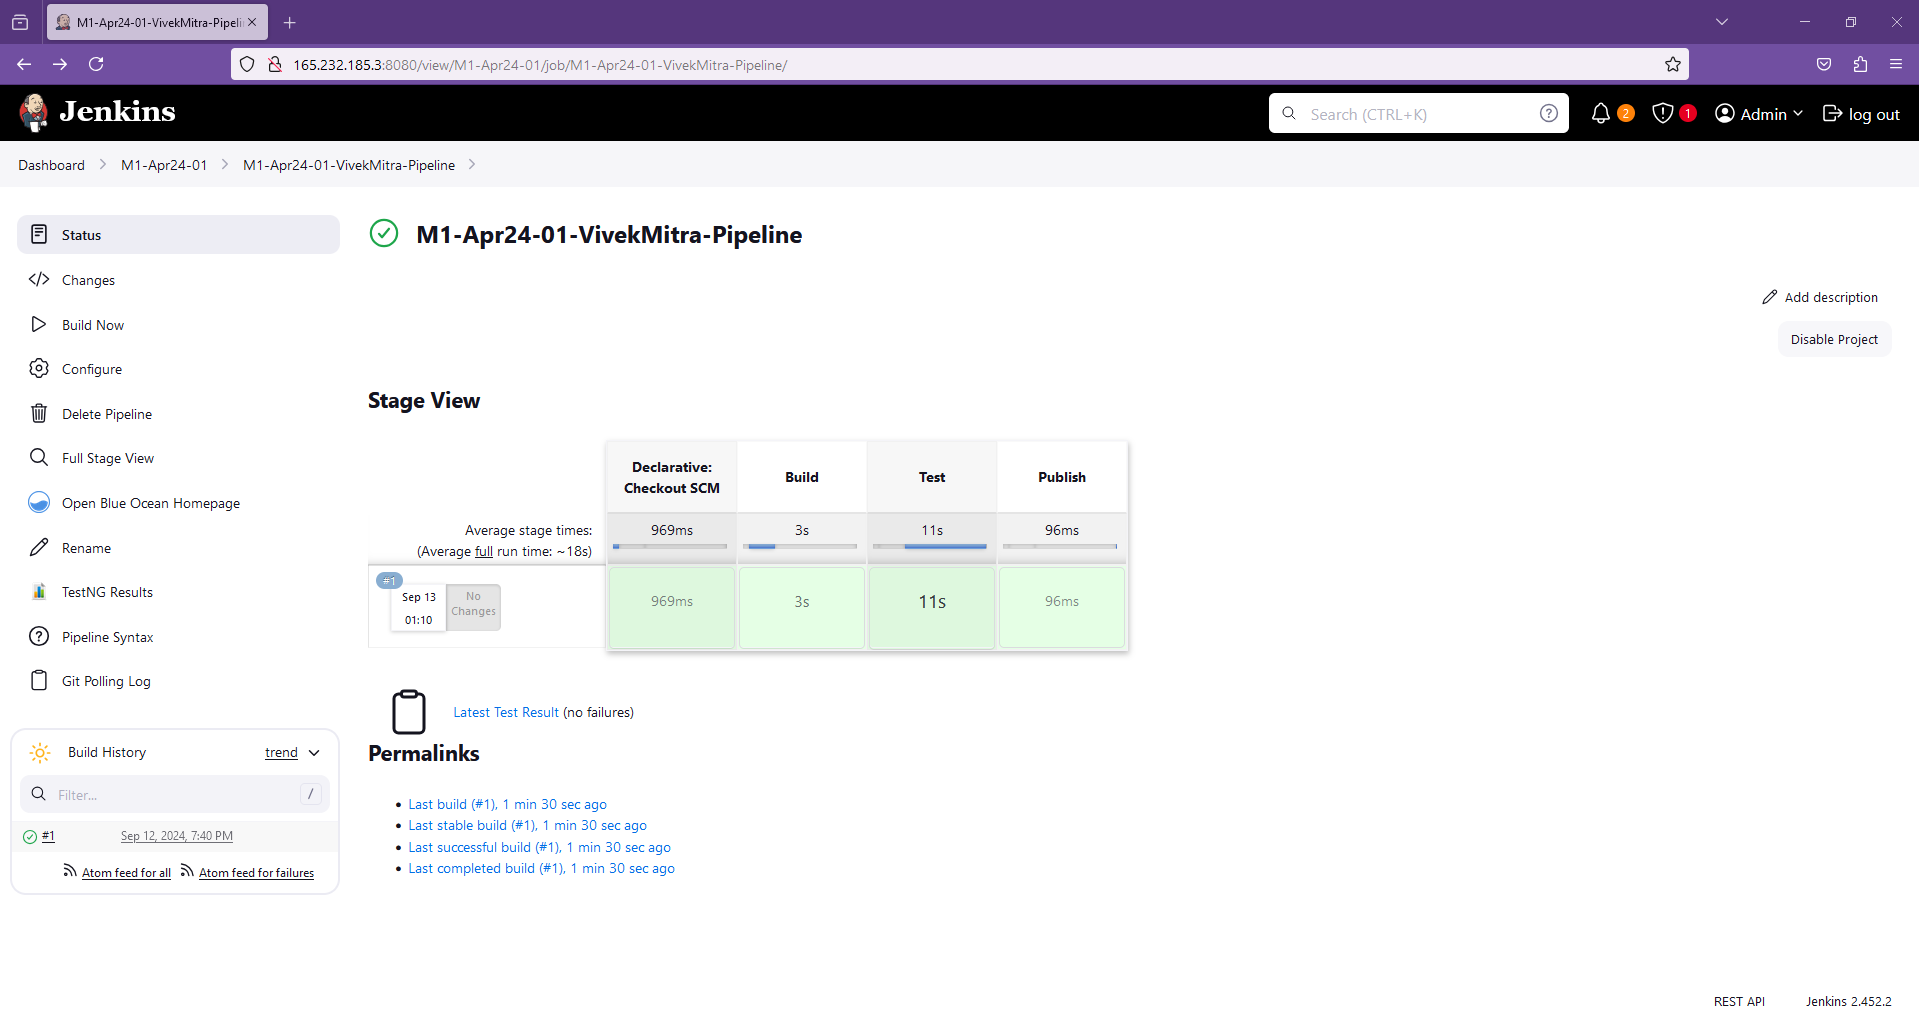 M1-Apr24-01-VivekMitra-Pipeli
165.232.185.3:8080/view/M1-Apr24-01/job/M1-Apr24-01-VivekMitra-Pipeline/
Jenkins
Search (CTRL+K)
?
2
1
Admin
log out
Dashboard
M1-Apr24-01
M1-Apr24-01-VivekMitra-Pipeline
Status
Changes
Build Now
Configure
Delete Pipeline
Full Stage View
Open Blue Ocean Homepage
Rename
TestNG Results
Pipeline Syntax
Git Polling Log
Build History
trend
Filter...
/
#1
Sep 12, 2024, 7:40 PM
Atom feed for all
Atom feed for failures
M1-Apr24-01-VivekMitra-Pipeline
Add description
Disable Project
Stage View
Declarative:
Checkout SCM
Build
Test
Publish
Average stage times:
(Average full run time: ~18s)
969ms
3s
11s
96ms
#1
Sep 13
01:10
No
Changes
969ms
3s
11s
96ms
Latest Test Result (no failures)
Permalinks
Last build (#1), 1 min 30 sec ago
Last stable build (#1), 1 min 30 sec ago
Last successful build (#1), 1 min 30 sec ago
Last completed build (#1), 1 min 30 sec ago
REST API
Jenkins 2.452.2